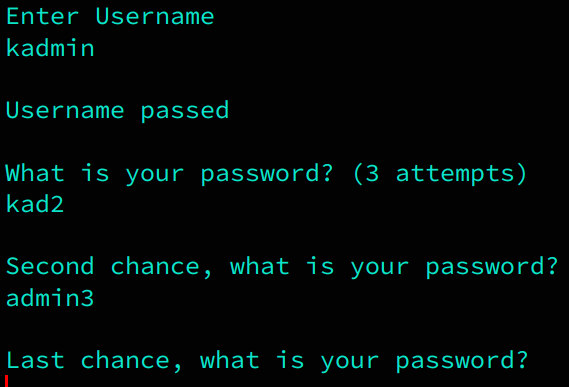 Enter Username
kadmin
Username passed
What is your password? (3 attempts)
kad2
Second chance, what is your password?
admin3
Last chance, what is your password?